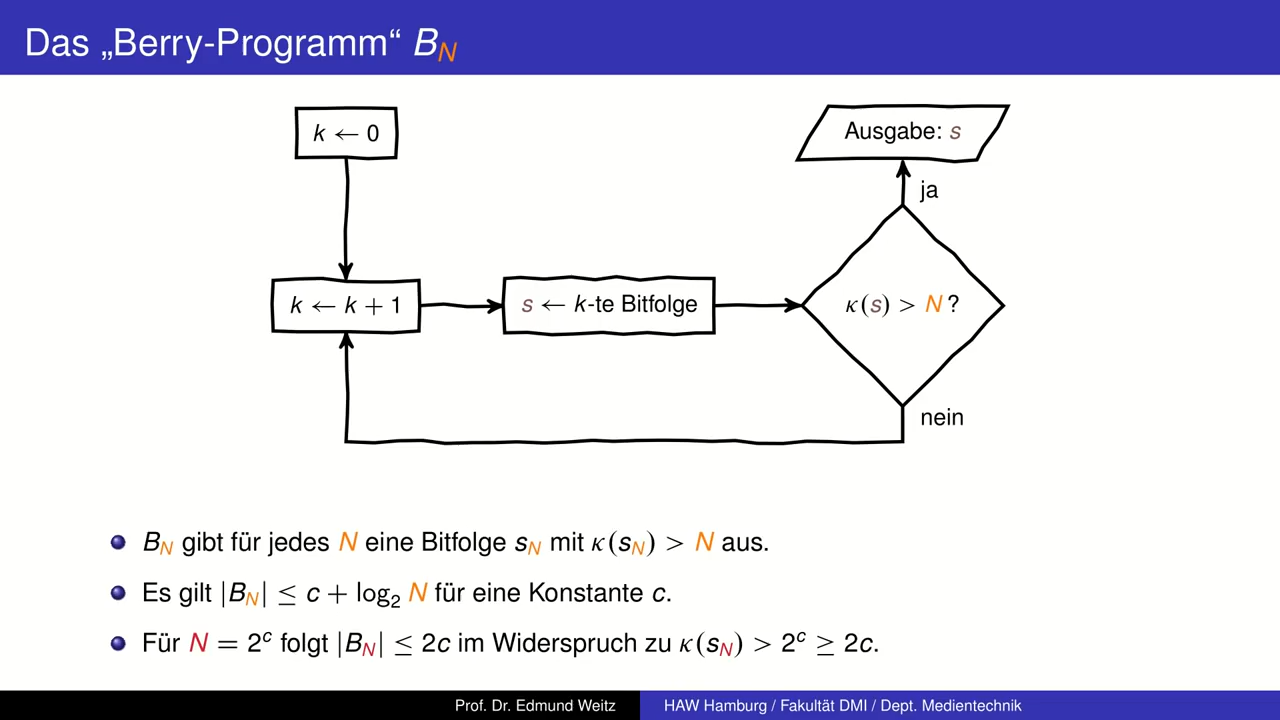 Das „Berry-Programm“ B_N
k ← 0
Ausgabe: s
ja
k ← k + 1
s ← k-te Bitfolge
κ(s) > N ?
nein
B_N gibt für jedes N eine Bitfolge s_N mit κ(s_N) > N aus.
Es gilt |B_N| ≤ c + log₂ N für eine Konstante c.
Für N = 2^c folgt |B_N| ≤ 2c im Widerspruch zu κ(s_N) > 2^c ≥ 2c.
Prof. Dr. Edmund Weitz
HAW Hamburg / Fakultät DMI / Dept. Medientechnik